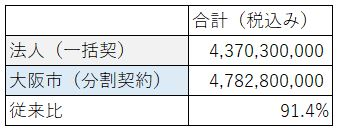 合計（税込み）
法人（一括契） 4,370,300,000
大阪市（分割契約） 4,782,800,000
従来比 91.4%